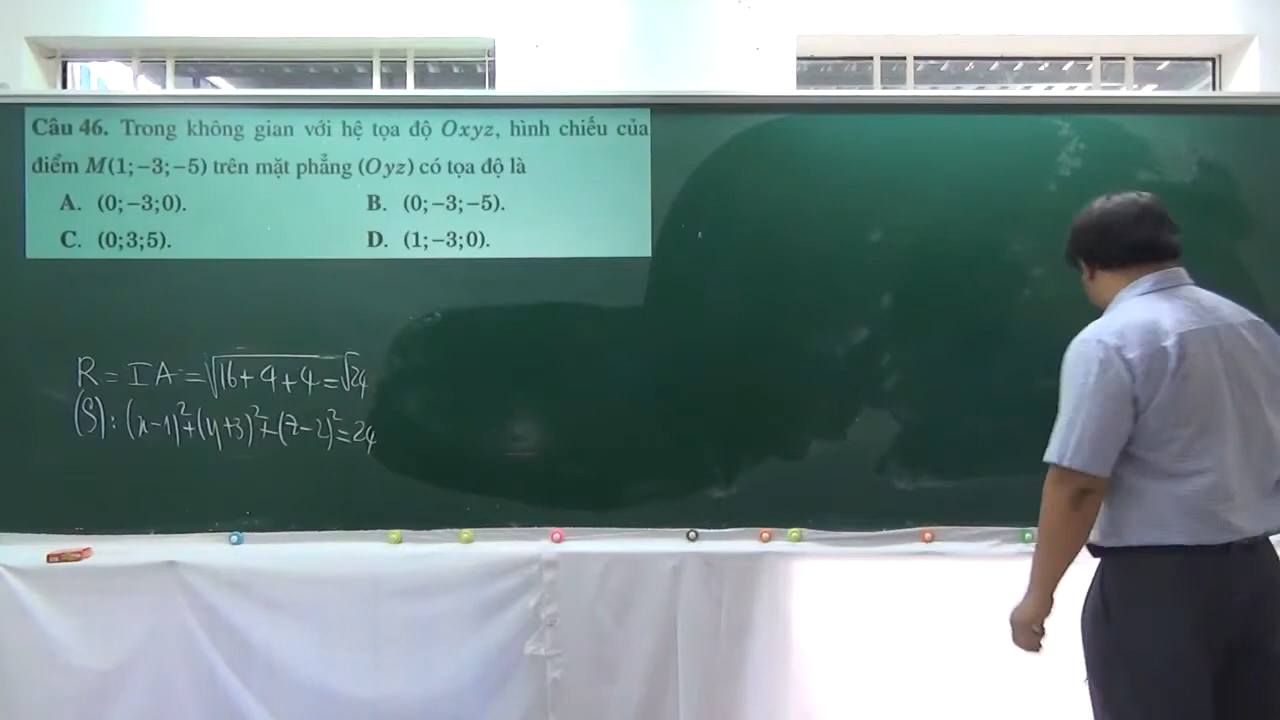 Câu 46. Trong không gian với hệ tọa độ Oxyz, hình chiếu của
điểm M(1;−3;−5) trên mặt phẳng (Oyz) có tọa độ là
A. (0;−3;0). B. (0;−3;−5).
C. (0;3;5). D. (1;−3;0).
R = IA = √16+4+4 = √24
(S): (x−1)²+(y+3)²+(z−2)²=24